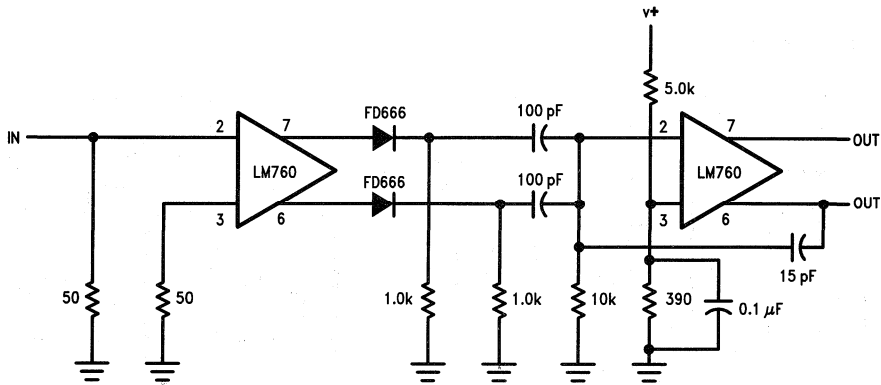 v+
5.0k
FD666
100 pF
IN
2
7
LM760
2
7
LM760
OUT
FD666
100 pF
3
6
3
6
OUT
15 pF
50
50
1.0k
1.0k
10k
390
0.1 µF